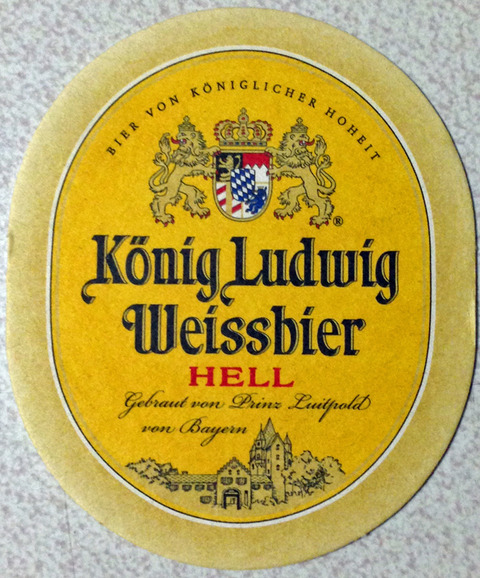 BIER VON KÖNIGLICHER HOHEIT
®
König Ludwig
Weissbier
HELL
Gebraut von Prinz Luitpold
von Bayern